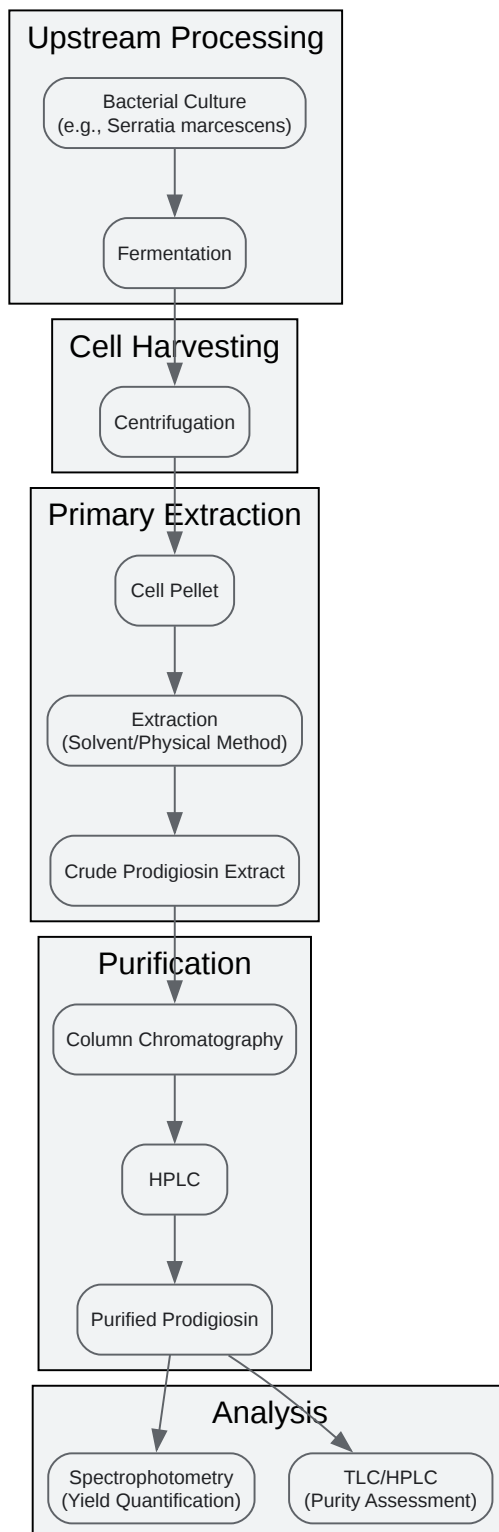 Upstream Processing
Bacterial Culture
(e.g., Serratia marcescens)
Fermentation
Cell Harvesting
Centrifugation
Primary Extraction
Cell Pellet
Extraction
(Solvent/Physical Method)
Crude Prodigiosin Extract
Purification
Column Chromatography
HPLC
Purified Prodigiosin
Analysis
Spectrophotometry
(Yield Quantification)
TLC/HPLC
(Purity Assessment)